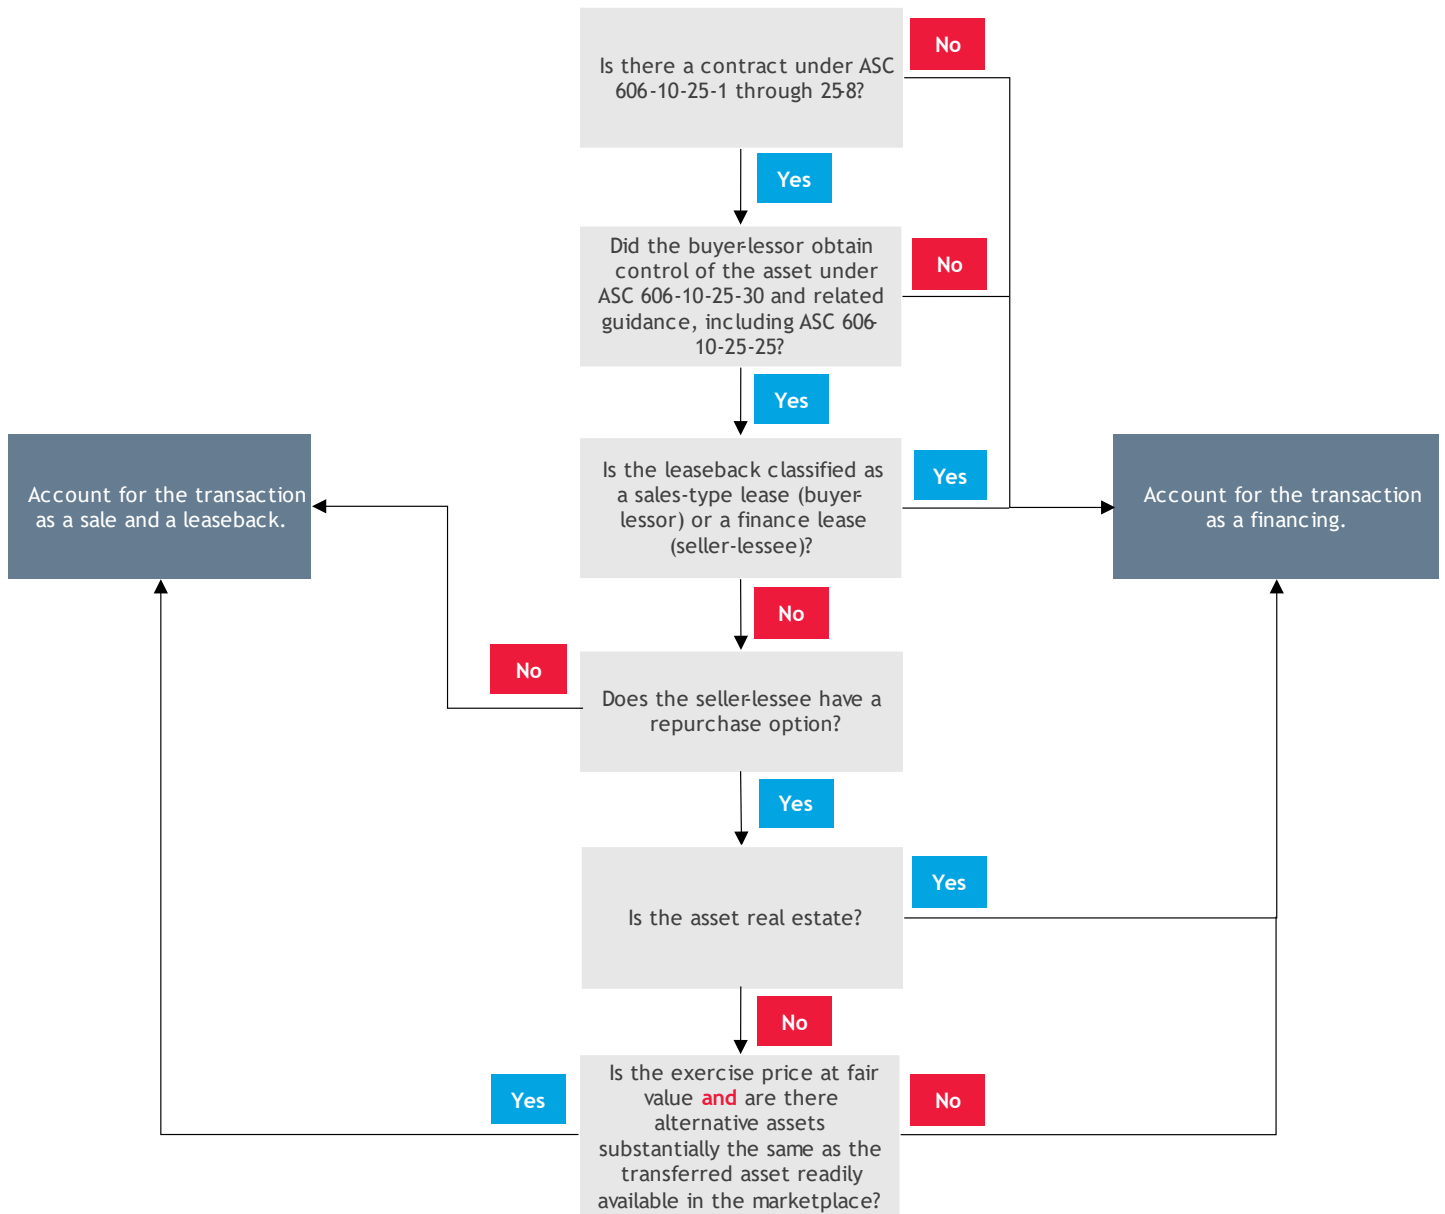 No
Is there a contract under ASC
606-10-25-1 through 25-8?
Yes
Did the buyer-lessor obtain
control of the asset under
ASC 606-10-25-30 and related
guidance, including ASC 606-
10-25-25?
No
Yes
Account for the transaction
as a sale and a leaseback.
Is the leaseback classified as
a sales-type lease (buyer-
lessor) or a finance lease
(seller-lessee)?
Yes
Account for the transaction
as a financing.
No
No
Does the seller-lessee have a
repurchase option?
Yes
Is the asset real estate?
Yes
No
Is the exercise price at fair
value and are there
alternative assets
substantially the same as the
transferred asset readily
available in the marketplace?
Yes
No